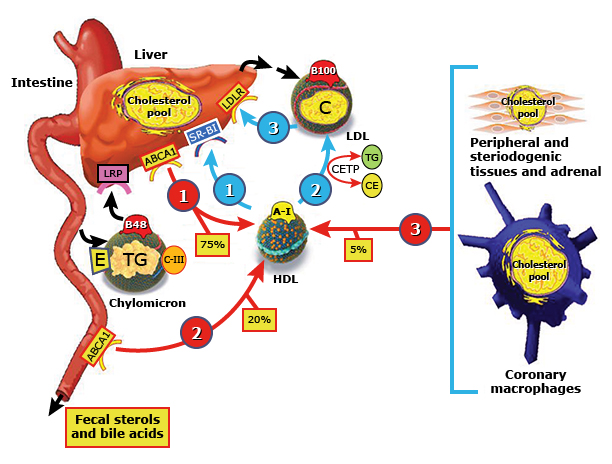 Liver
Intestine
Cholesterol
pool
LDLR
SR-BI
ABCA1
LRP
B100
C
LDL
3
1
2
CETP
TG
CE
A-I
HDL
1
75%
B48
E
TG
C-III
Chylomicron
ABCA1
2
20%
3
5%
Cholesterol
pool
Peripheral and
steriodogenic
tissues and adrenal
Cholesterol
pool
Coronary
macrophages
Fecal sterols
and bile acids